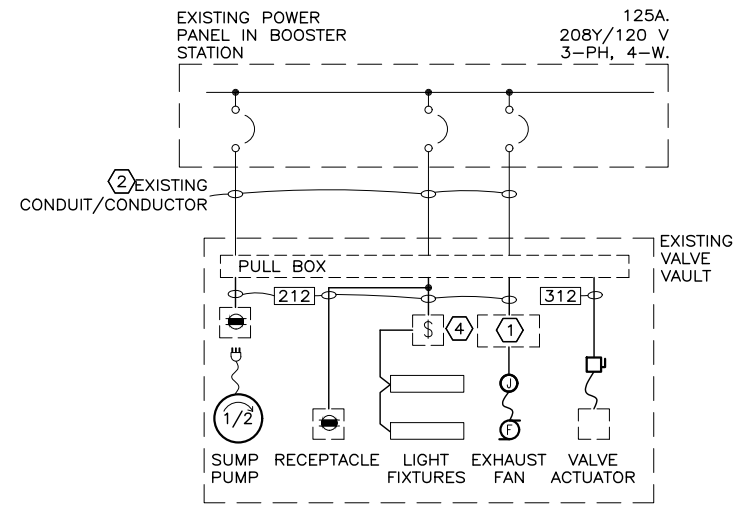 EXISTING POWER
PANEL IN BOOSTER
STATION
125A.
208Y/120 V
3-PH, 4-W.
2
EXISTING
CONDUIT/CONDUCTOR
EXISTING
VALVE
VAULT
PULL BOX
212
312
$
4
1
J
1/2
F
SUMP
PUMP
RECEPTACLE
LIGHT
FIXTURES
EXHAUST
FAN
VALVE
ACTUATOR